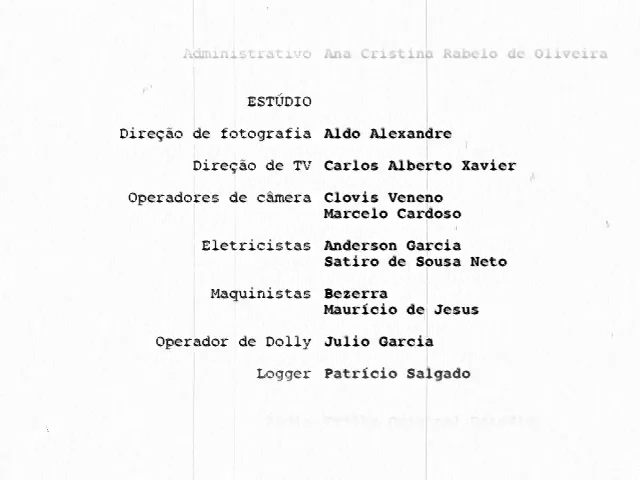 Administrativo Ana Cristina Rabelo de Oliveira
ESTÚDIO
Direção de fotografia Aldo Alexandre
Direção de TV Carlos Alberto Xavier
Operadores de câmera Clovis Veneno
Marcelo Cardoso
Eletricistas Anderson Garcia
Satiro de Sousa Neto
Maquinistas Bezerra
Maurício de Jesus
Operador de Dolly Julio Garcia
Logger Patrício Salgado